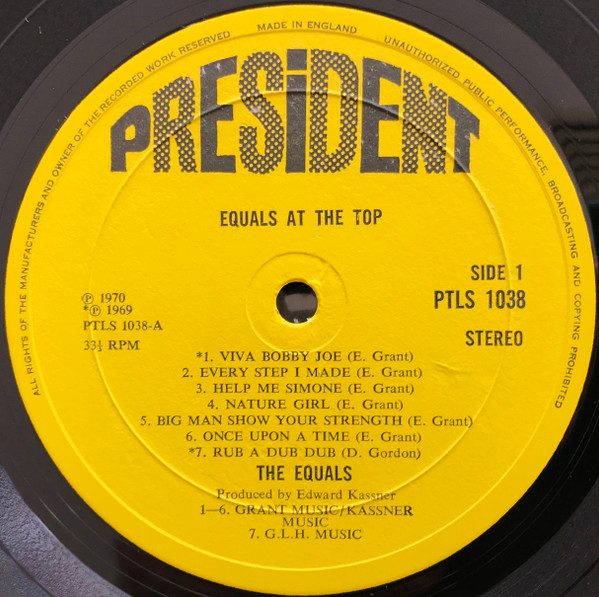 ALL RIGHTS OF THE MANUFACTURERS AND OWNER OF THE RECORDED WORK RESERVED
MADE IN ENGLAND
UNAUTHORIZED PUBLIC PERFORMANCE, BROADCASTING AND COPYING PROHIBITED
PRESiDENT
EQUALS AT THE TOP
SIDE 1
PTLS 1038
STEREO
℗ 1970
*℗ 1969
PTLS 1038-A
33⅓ RPM
*1. VIVA BOBBY JOE (E. Grant)
2. EVERY STEP I MADE (E. Grant)
3. HELP ME SIMONE (E. Grant)
4. NATURE GIRL (E. Grant)
5. BIG MAN SHOW YOUR STRENGTH (E. Grant)
6. ONCE UPON A TIME (E. Grant)
*7. RUB A DUB DUB (D. Gordon)
THE EQUALS
Produced by Edward Kassner
1—6. GRANT MUSIC/KASSNER
MUSIC
7. G.L.H. MUSIC